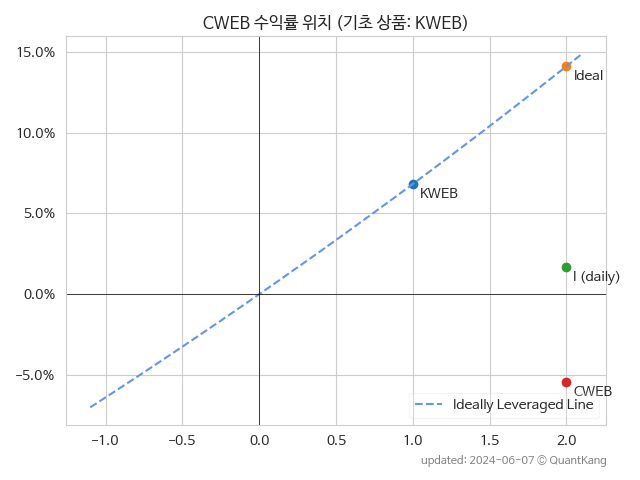 CWEB 수익률 위치 (기초 상품: KWEB)
15.0%
10.0%
5.0%
0.0%
−5.0%
Ideal
KWEB
I (daily)
CWEB
Ideally Leveraged Line
−1.0 −0.5 0.0 0.5 1.0 1.5 2.0
updated: 2024-06-07 © QuantKang